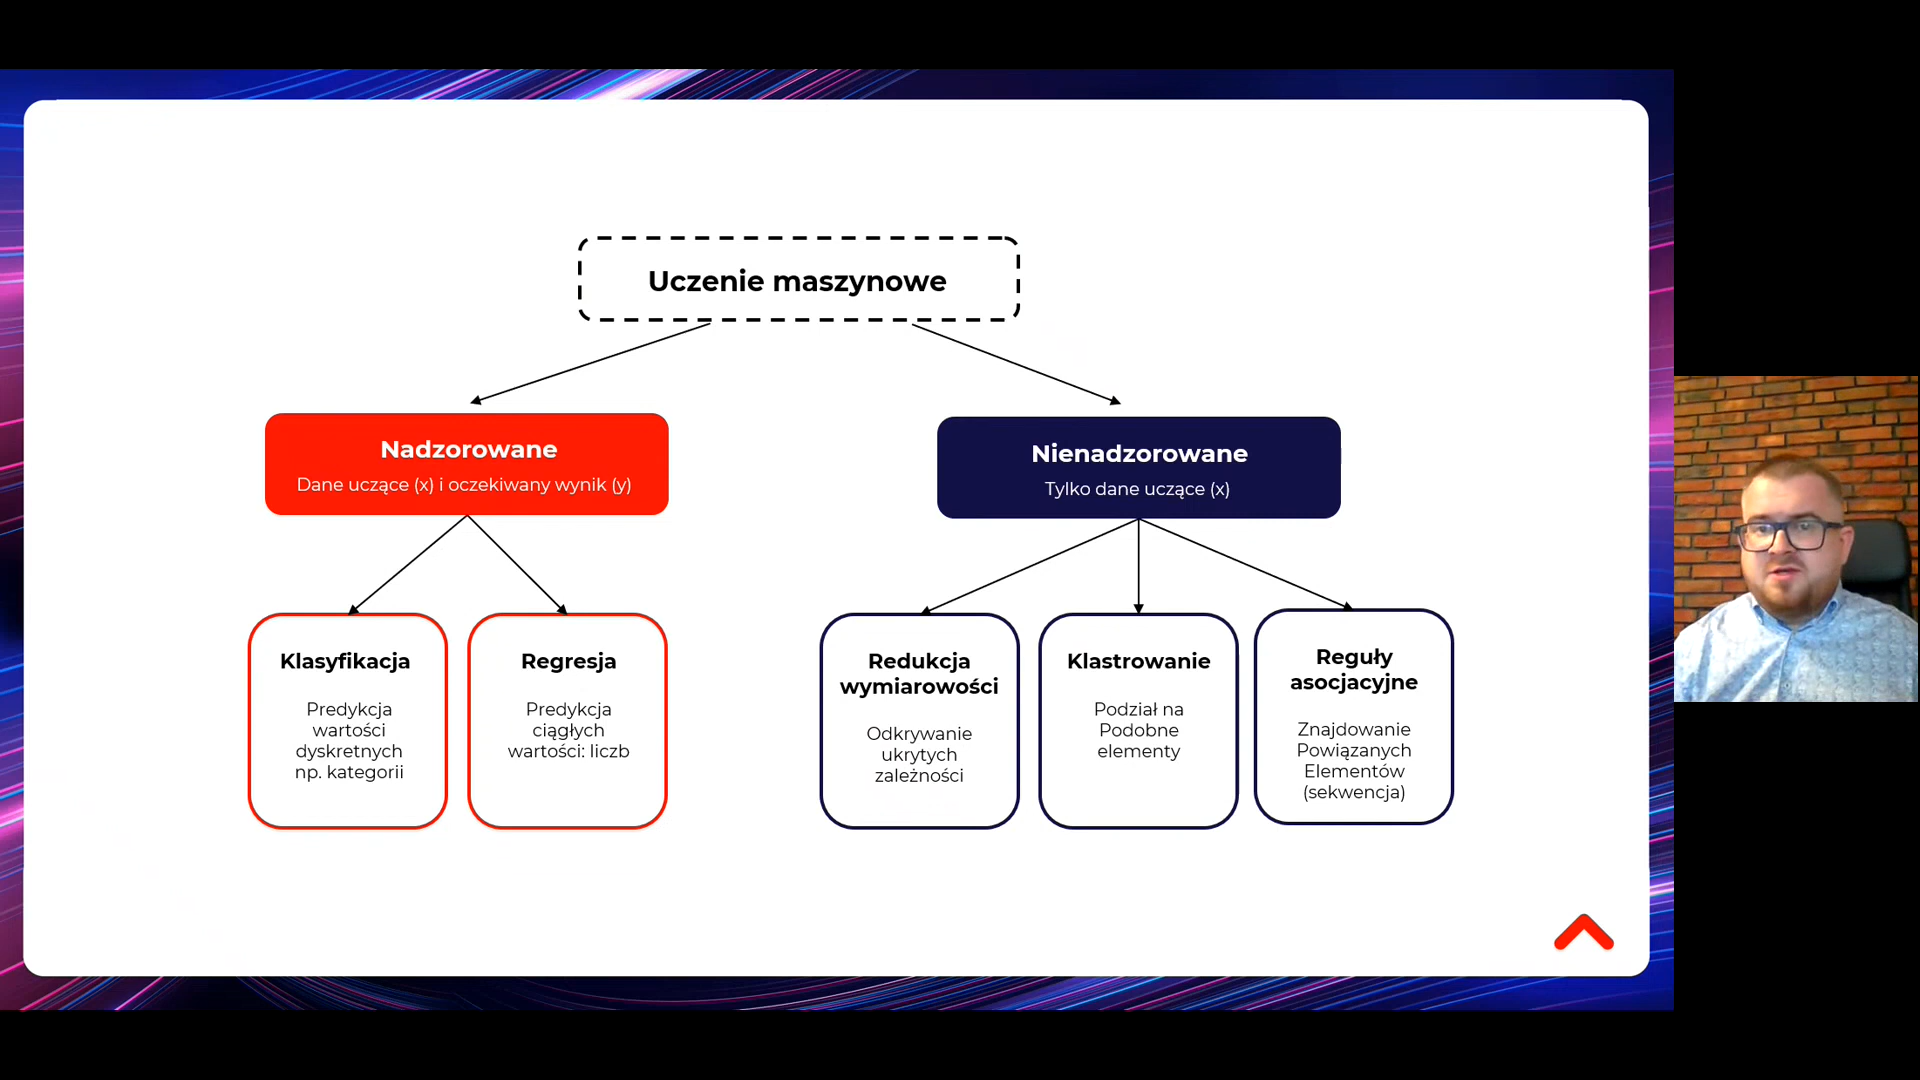 Uczenie maszynowe
Nadzorowane
Dane uczące (x) i oczekiwany wynik (y)
Nienadzorowane
Tylko dane uczące (x)
Klasyfikacja
Predykcja
wartości
dyskretnych
np. kategorii
Regresja
Predykcja
ciągłych
wartości: liczb
Redukcja
wymiarowości
Odkrywanie
ukrytych
zależności
Klastrowanie
Podział na
Podobne
elementy
Reguły
asocjacyjne
Znajdowanie
Powiązanych
Elementów
(sekwencja)